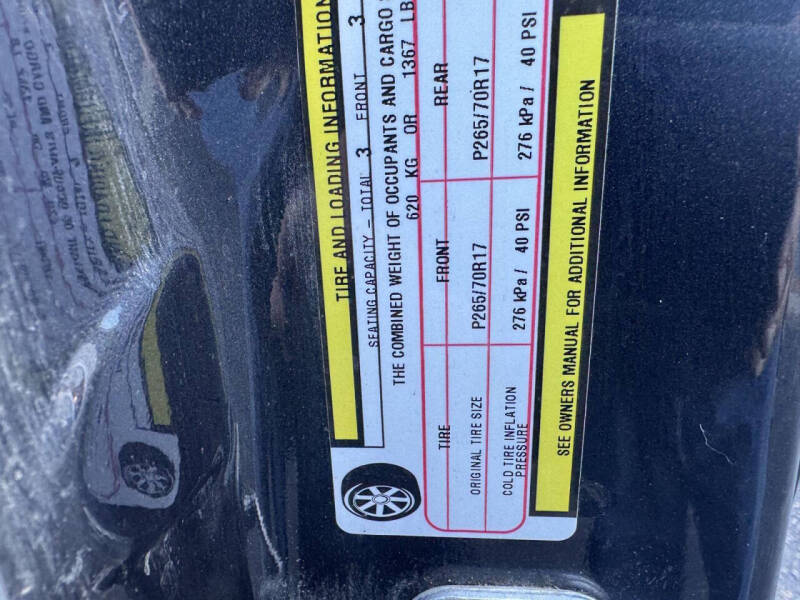 TIRE AND LOADING INFORMATION
SEATING CAPACITY - TOTAL 3 FRONT 3
THE COMBINED WEIGHT OF OCCUPANTS AND CARGO
620 KG OR 1367 LB
TIRE FRONT REAR
ORIGINAL TIRE SIZE P265/70R17 P265/70R17
COLD TIRE INFLATION PRESSURE 276 kPa / 40 PSI 276 kPa / 40 PSI
SEE OWNERS MANUAL FOR ADDITIONAL INFORMATION